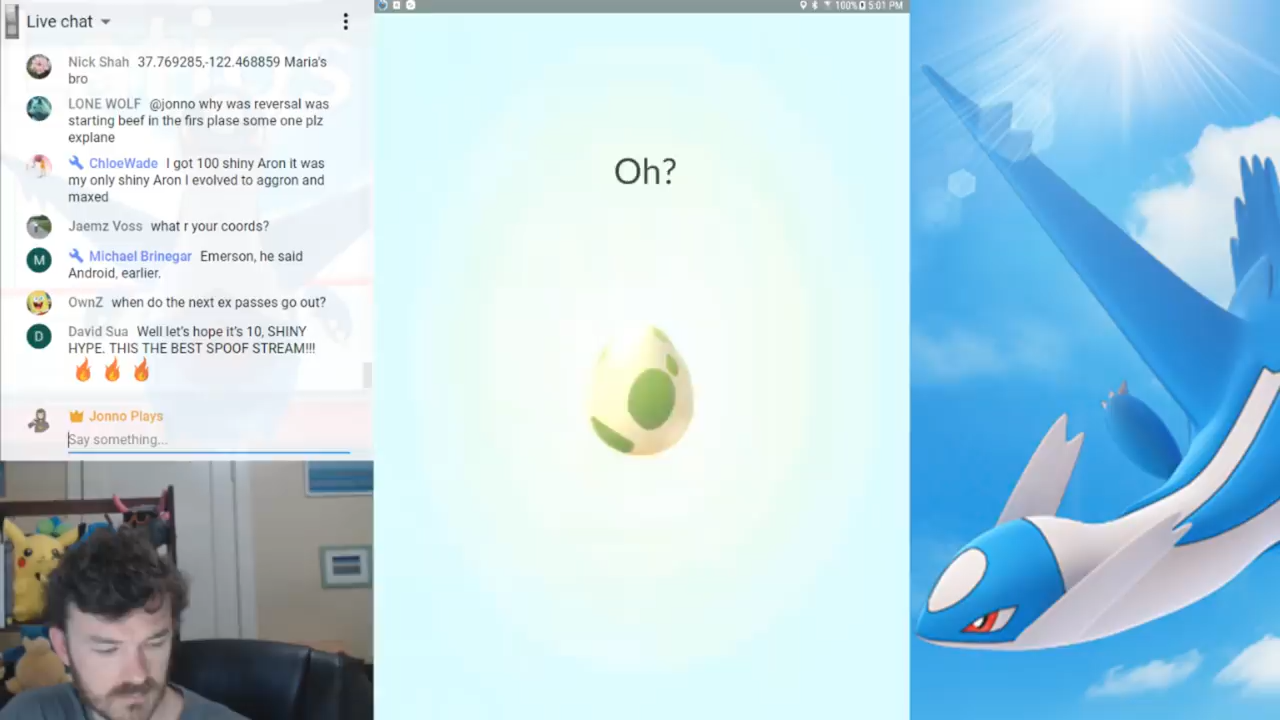 Live chat
Nick Shah 37.769285,-122.468859 Maria's
bro
LONE WOLF @jonno why was reversal was
starting beef in the firs plase some one plz
explane
ChloeWade I got 100 shiny Aron it was
my only shiny Aron I evolved to aggron and
maxed
Jaemz Voss what r your coords?
M
Michael Brinegar Emerson, he said
Android, earlier.
OwnZ when do the next ex passes go out?
D
David Sua Well let's hope it's 10, SHINY
HYPE. THIS THE BEST SPOOF STREAM!!!
Jonno Plays
Say something...
100% 5:01 PM
Oh?